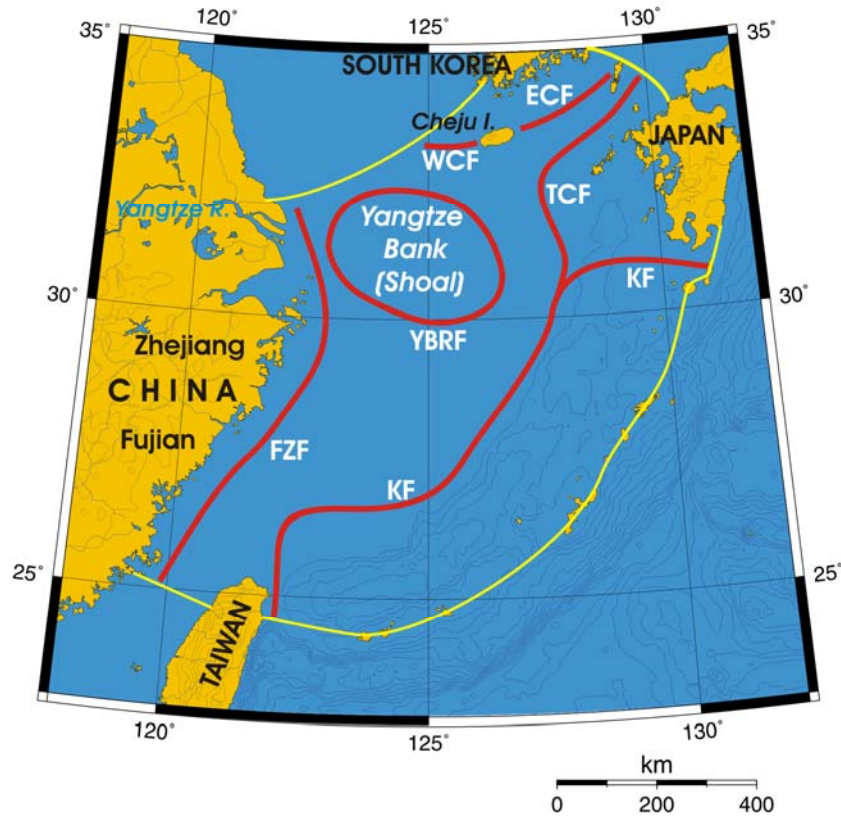 120°
125°
130°
35°
35°
SOUTH KOREA
ECF
Cheju I.
JAPAN
WCF
TCF
Yangtze R.
Yangtze
Bank
(Shoal)
KF
30°
30°
YBRF
Zhejiang
CHINA
Fujian
FZF
KF
25°
25°
TAIWAN
120°
125°
130°
km
0 200 400